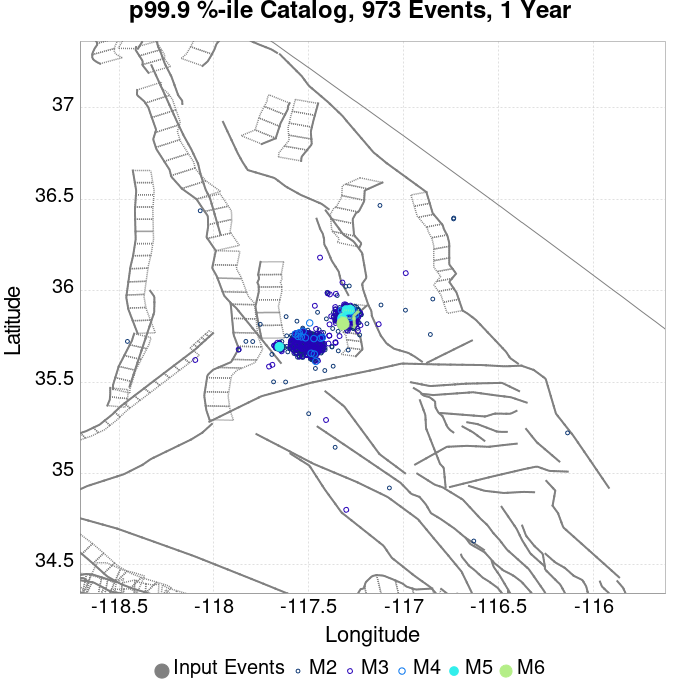 p99.9 %-ile Catalog, 973 Events, 1 Year
Latitude
37
36.5
36
35.5
35
34.5
-118.5 -118 -117.5 -117 -116.5 -116
Longitude
Input Events M2 M3 M4 M5 M6